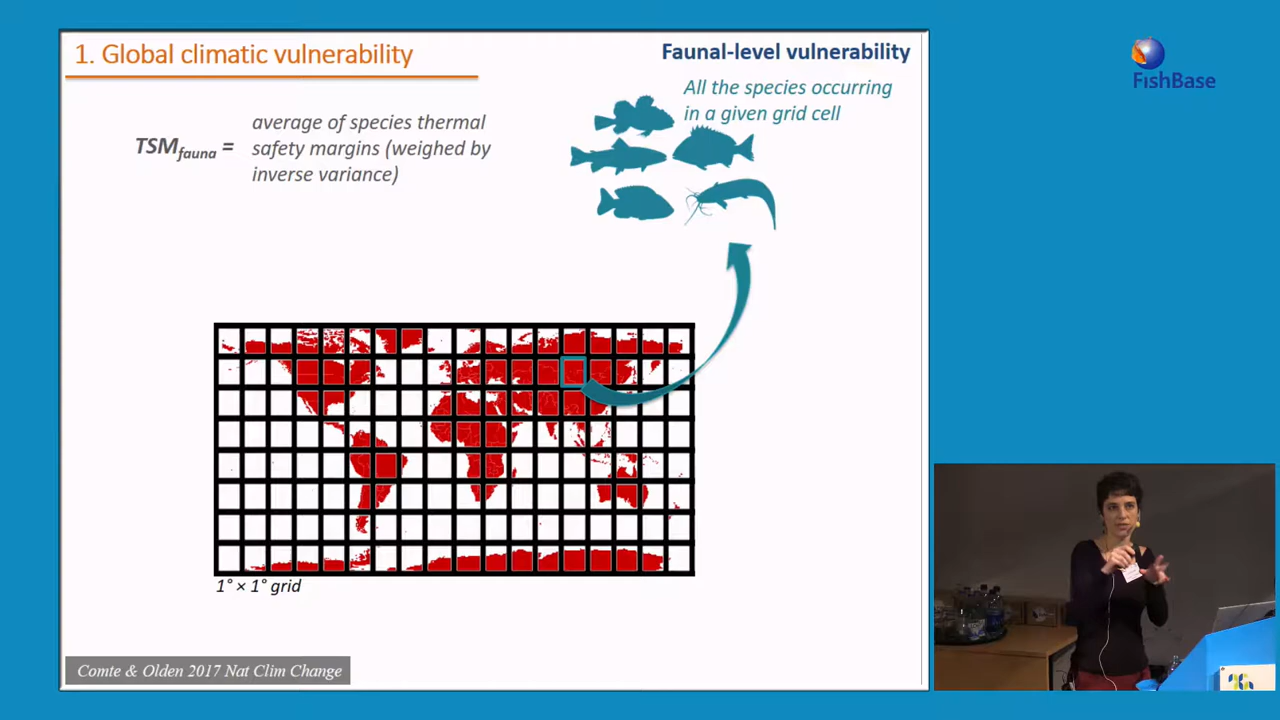 1. Global climatic vulnerability
Faunal-level vulnerability
All the species occurring
in a given grid cell
TSMfauna =
average of species thermal
safety margins (weighed by
inverse variance)
1° × 1° grid
Comte & Olden 2017 Nat Clim Change
FishBase